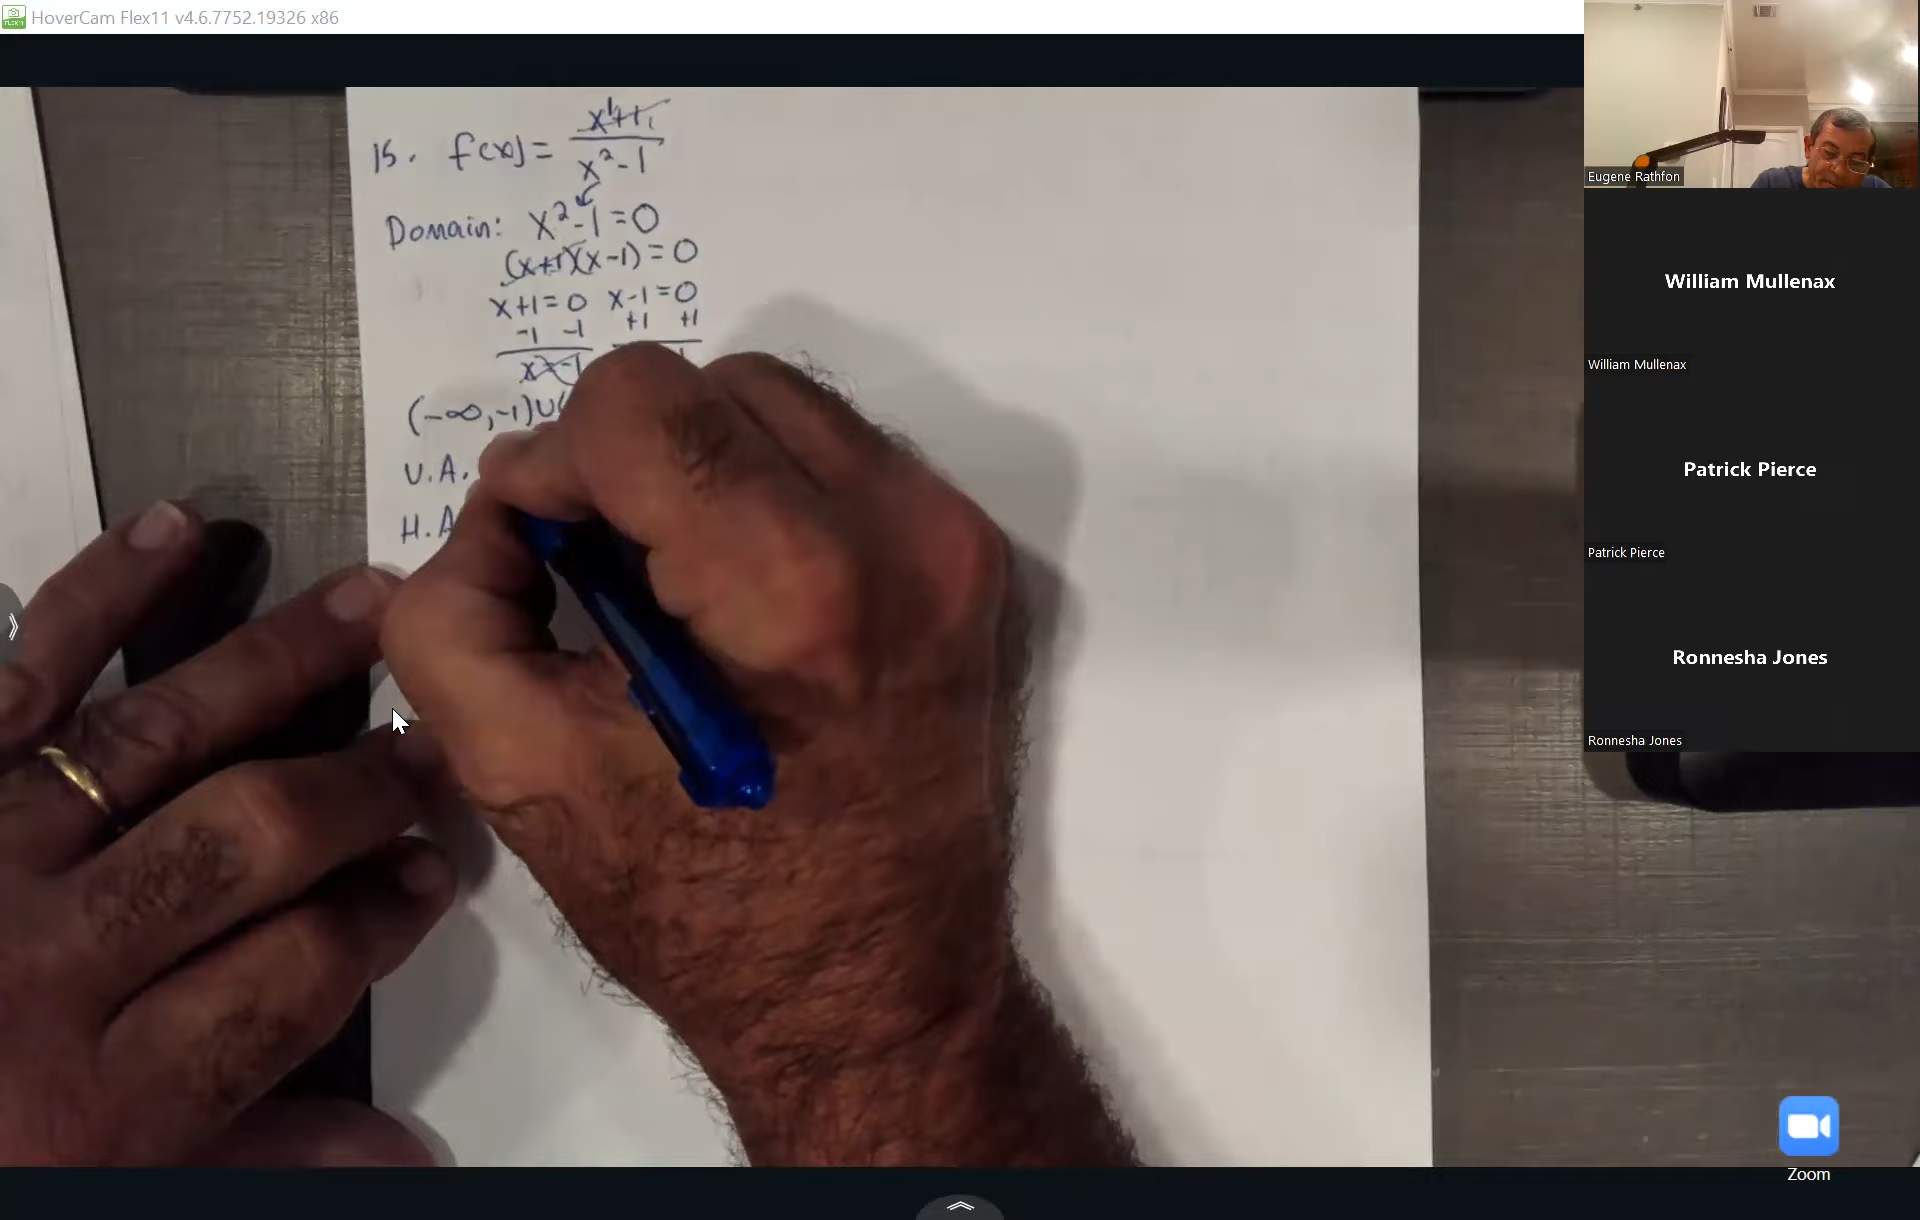 HoverCam Flex11 v4.6.7752.19326 x86
15. f(x) = x+1 / x² - 1
Domain: x² - 1 = 0
(x+1)(x-1) = 0
x+1 = 0 x-1 = 0
-1 -1 +1 +1
x = -1
(-∞, -1) ∪ (
V.A.
H.A
Eugene Rathfon
William Mullenax
William Mullenax
Patrick Pierce
Patrick Pierce
Ronnesha Jones
Ronnesha Jones
Zoom